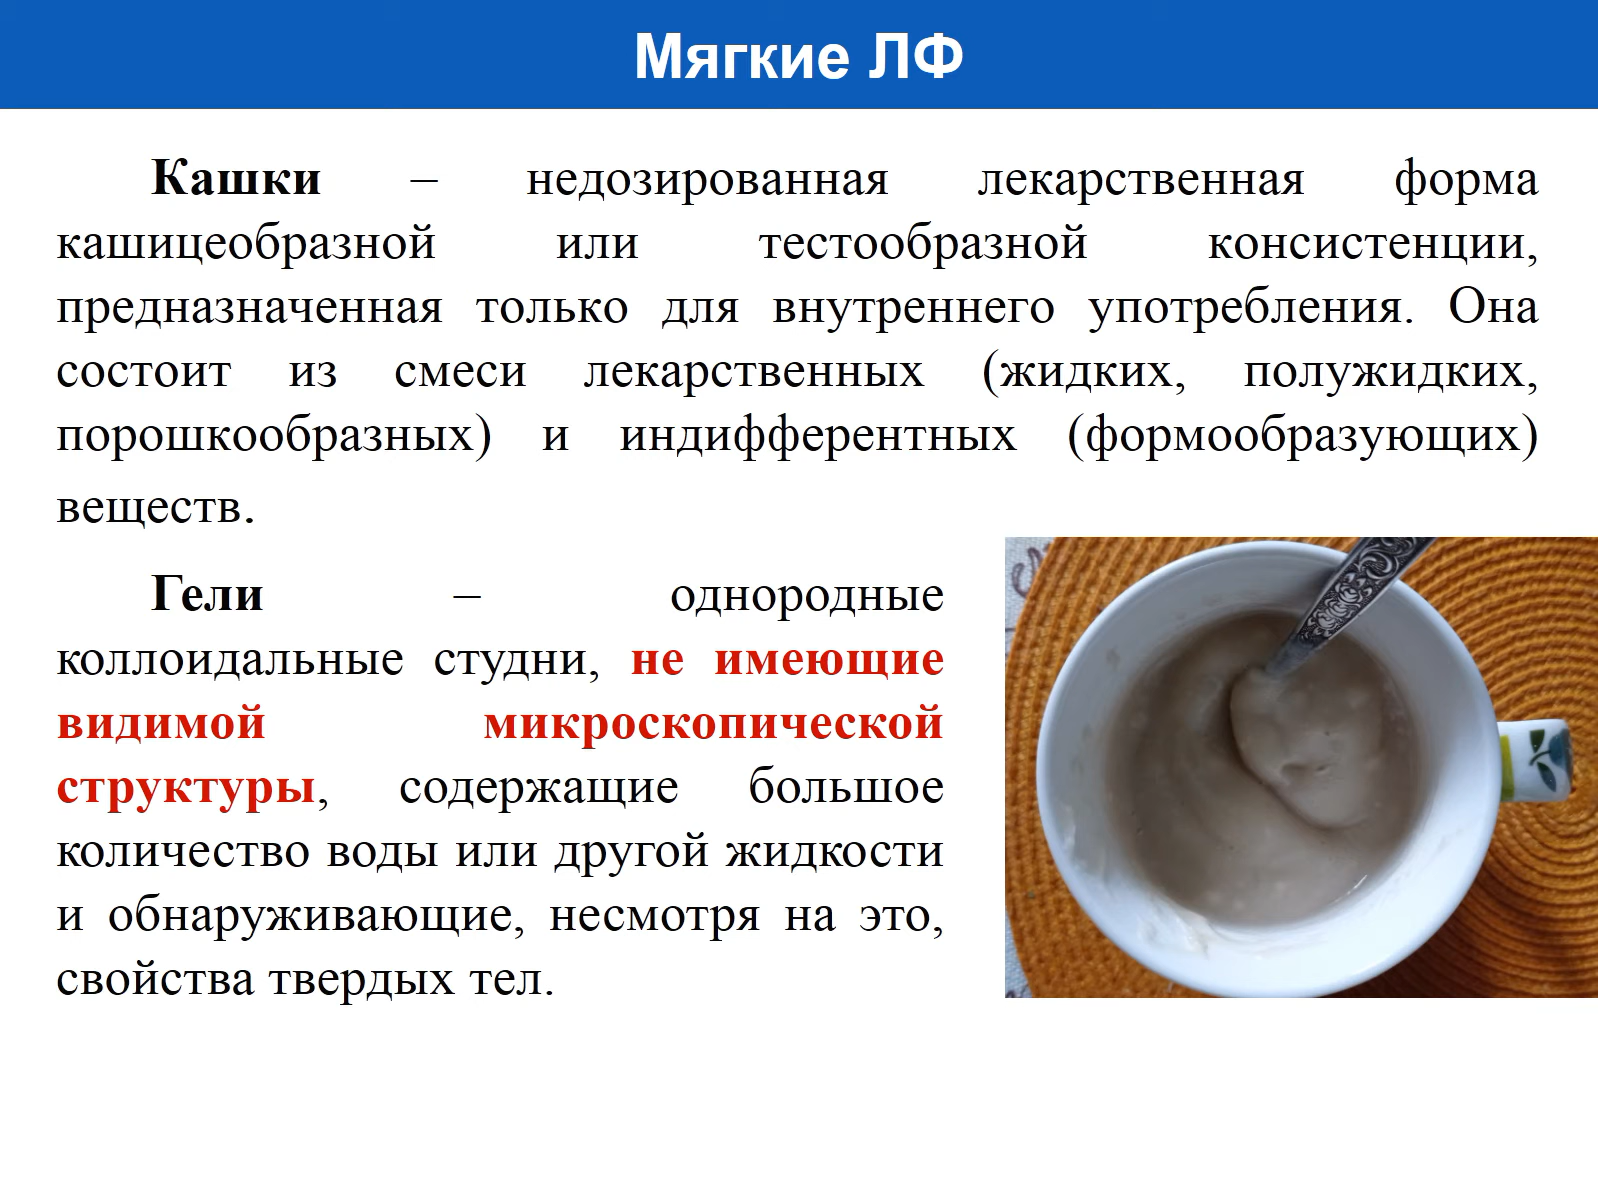 Мягкие ЛФ
Кашки – недозированная лекарственная форма
кашицеобразной или тестообразной консистенции,
предназначенная только для внутреннего употребления. Она
состоит из смеси лекарственных (жидких, полужидких,
порошкообразных) и индифферентных (формообразующих)
веществ.
Гели – однородные
коллоидальные студни, не имеющие
видимой микроскопической
структуры, содержащие большое
количество воды или другой жидкости
и обнаруживающие, несмотря на это,
свойства твердых тел.